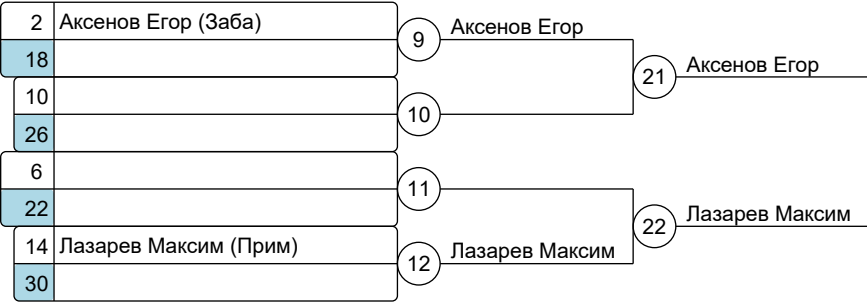 2 Аксенов Егор (Заба)
9 Аксенов Егор
18
21 Аксенов Егор
10
10
26
6
11
22
22 Лазарев Максим
14 Лазарев Максим (Прим)
12 Лазарев Максим
30